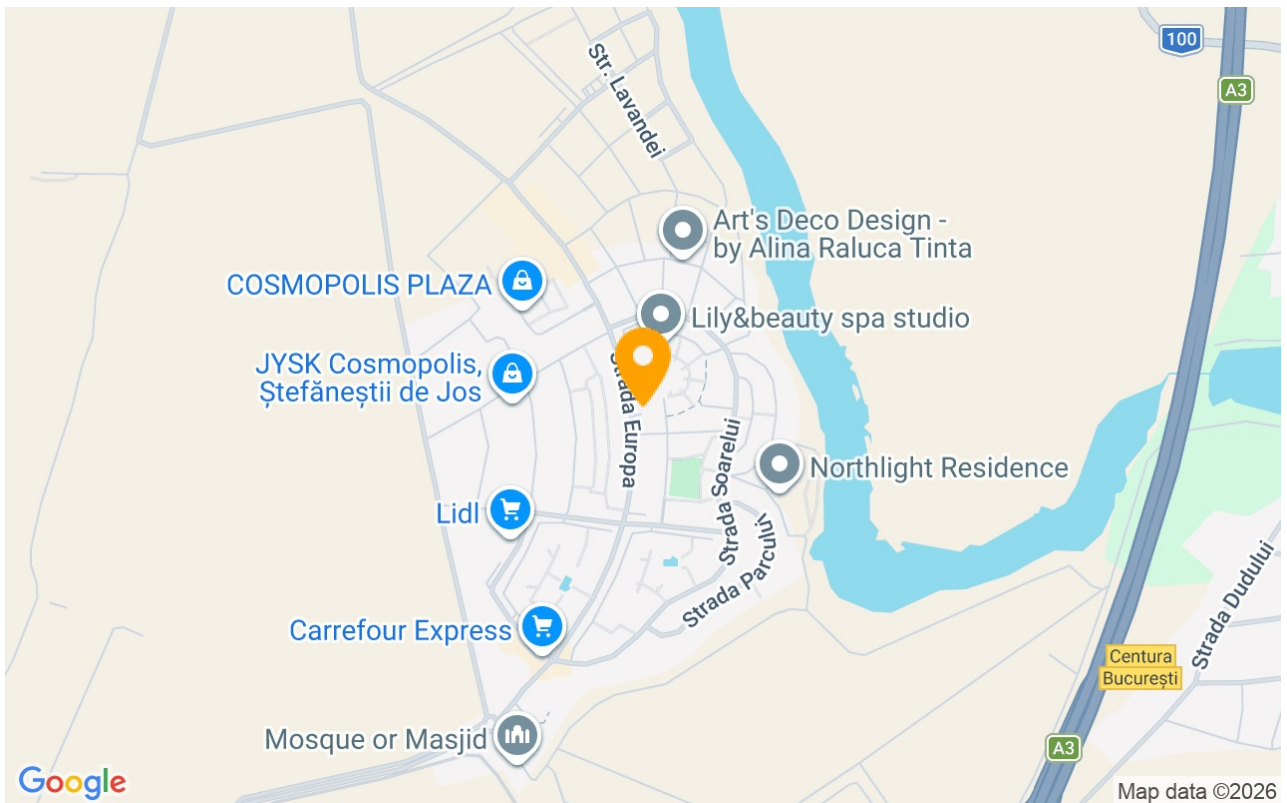 100
A3
Str. Lavandei
Art's Deco Design -
by Alina Raluca Tinta
COSMOPOLIS PLAZA
Lily&beauty spa studio
JYSK Cosmopolis,
Ștefăneștii de Jos
Strada Europa
Strada Soarelui
Northlight Residence
Lidl
Strada Parcului
Strada Dudului
Carrefour Express
Centura
București
Mosque or Masjid
A3
Google
Map data ©2026